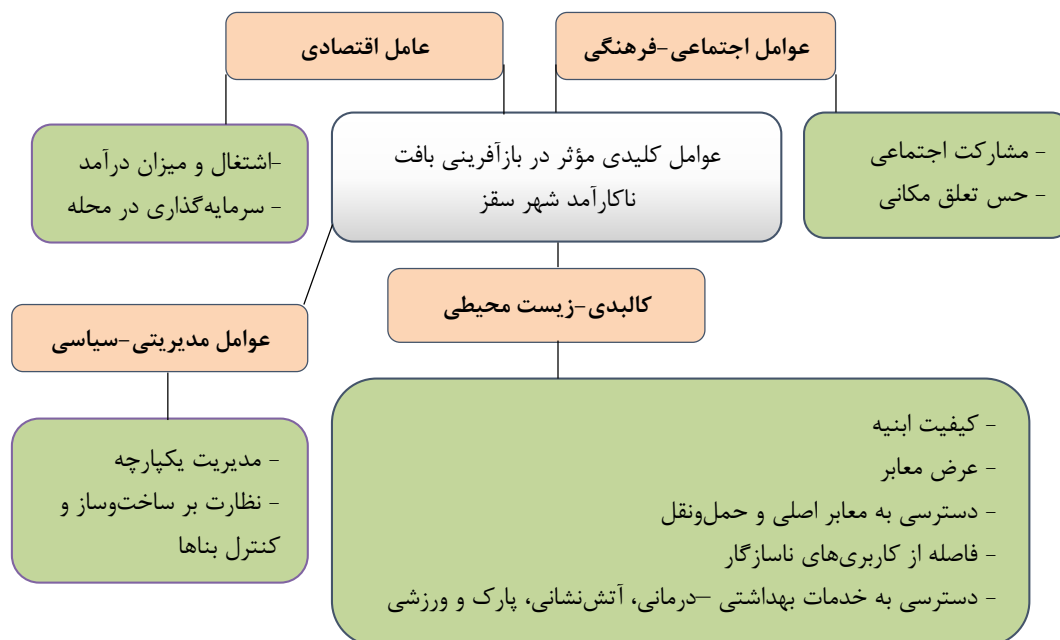 عوامل اجتماعی-فرهنگی
عامل اقتصادی
عوامل کلیدی مؤثر در بازآفرینی بافت
ناکارآمد شهر سقز
- مشارکت اجتماعی
- حس تعلق مکانی
-اشتغال و میزان درآمد
- سرمایه‌گذاری در محله
کالبدی-زیست محیطی
عوامل مدیریتی-سیاسی
- کیفیت ابنیه
- عرض معابر
- دسترسی به معابر اصلی و حمل‌ونقل
- فاصله از کاربری‌های ناسازگار
- دسترسی به خدمات بهداشتی –درمانی، آتش‌نشانی، پارک و ورزشی
- مدیریت یکپارچه
- نظارت بر ساخت‌وساز و
کنترل بناها